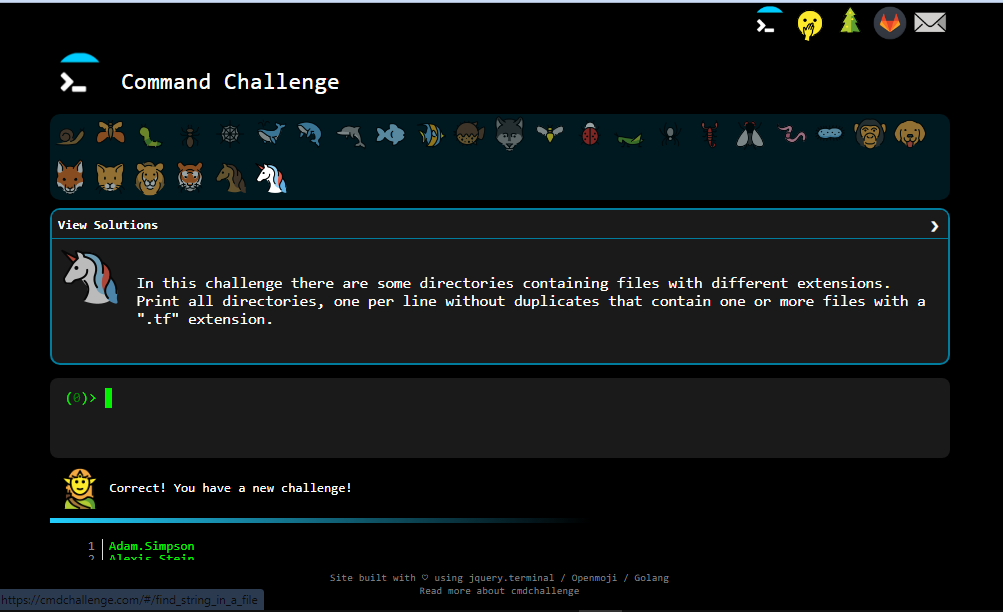 Command Challenge
View Solutions
In this challenge there are some directories containing files with different extensions.
Print all directories, one per line without duplicates that contain one or more files with a
".tf" extension.
(0)>
Correct! You have a new challenge!
1 Adam.Simpson
2 Alexis.Stein
Site built with ♡ using jquery.terminal / Openmoji / Golang
Read more about cmdchallenge
https://cmdchallenge.com/#/find_string_in_a_file